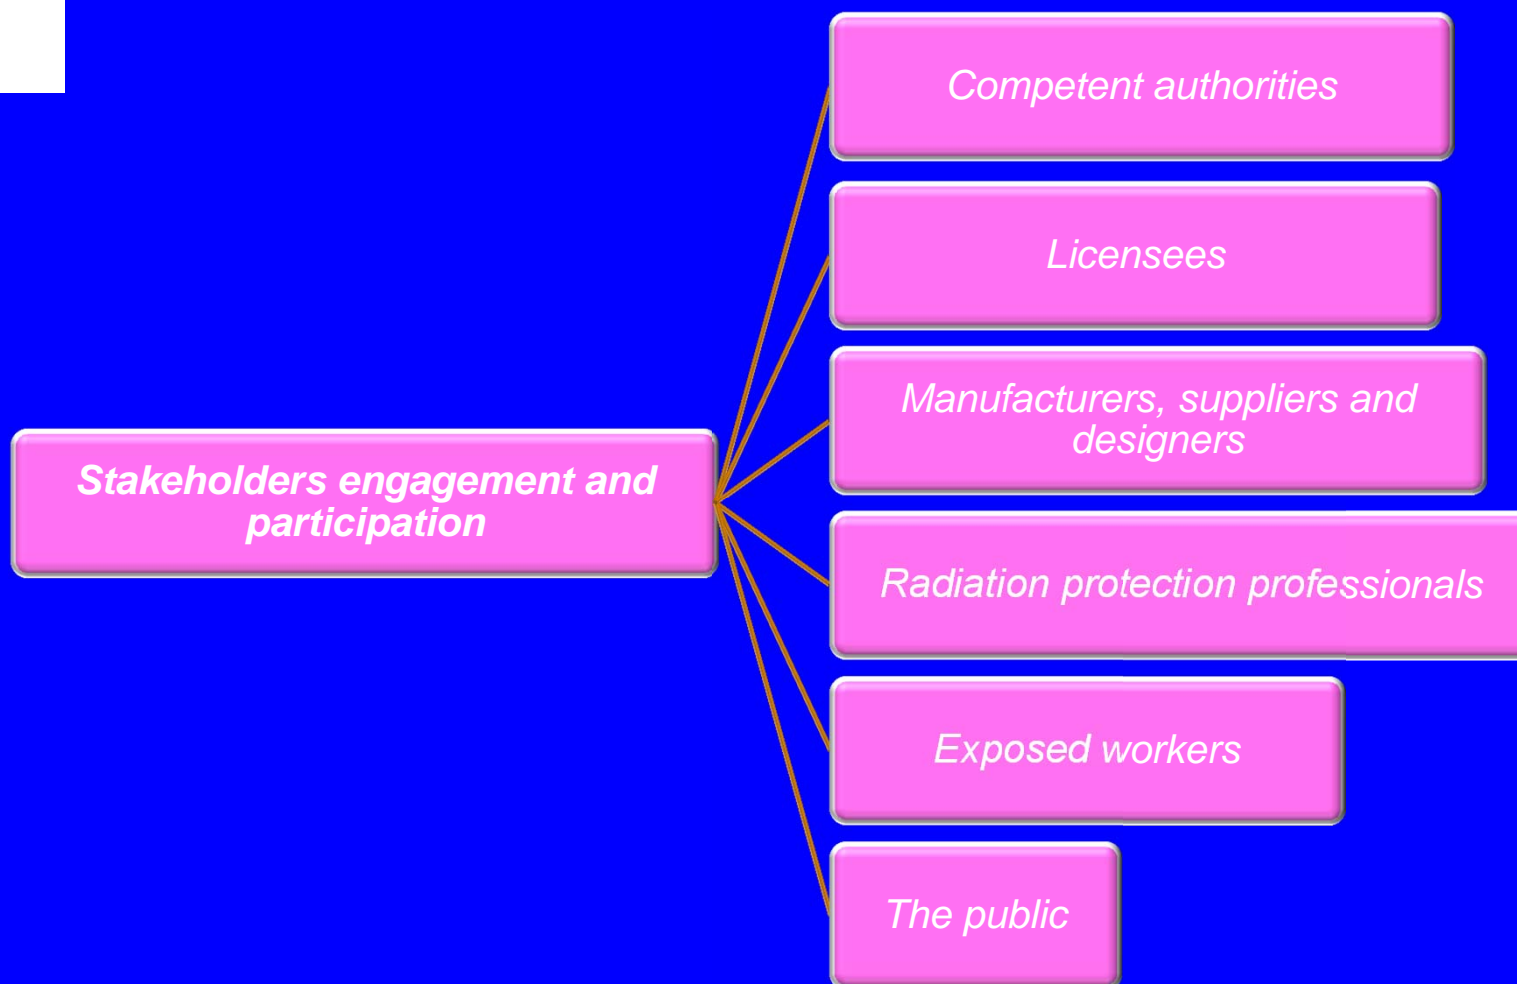 Competent authorities
Licensees
Manufacturers, suppliers and
designers
Stakeholders engagement and
participation
Radiation protection professionals
Exposed workers
The public